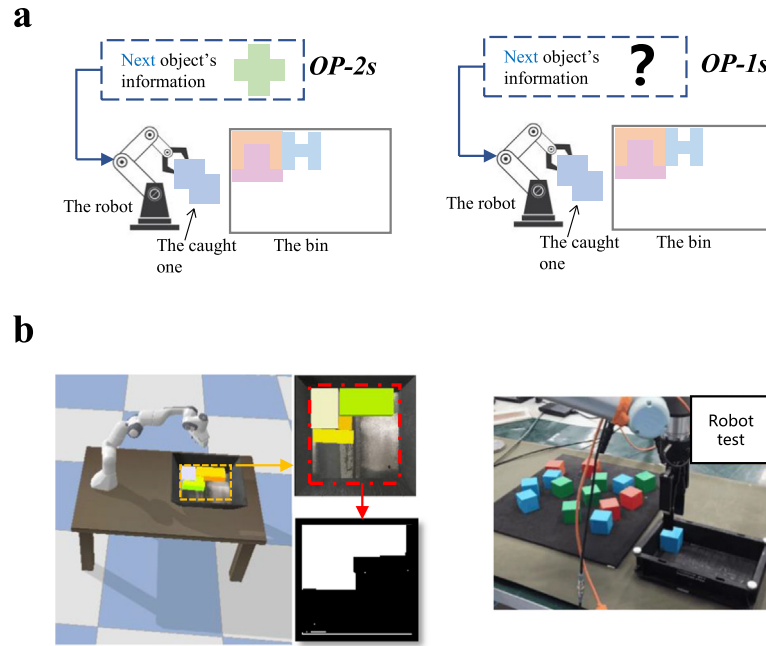 a
Next object's
information
OP-2s
The robot
The caught
one
The bin
Next object's
information
?
OP-1s
The robot
The caught
one
The bin
b
Robot
test